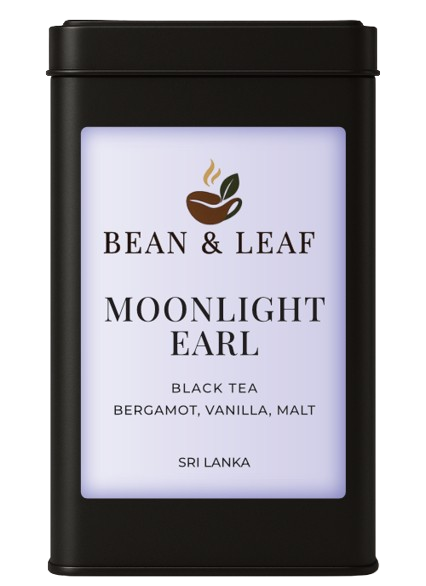 BEAN & LEAF
MOONLIGHT
EARL
BLACK TEA
BERGAMOT, VANILLA, MALT
SRI LANKA